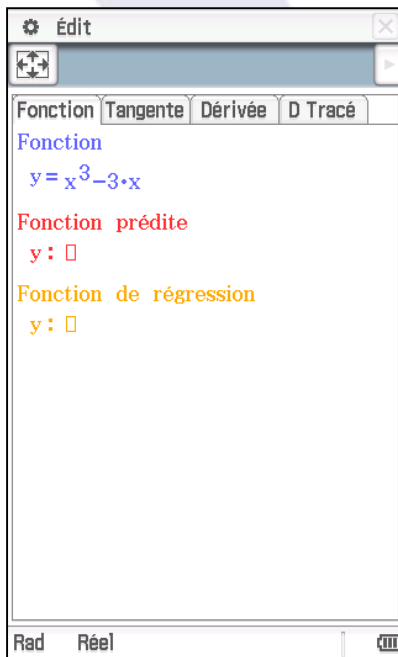 Édit
Fonction Tangente Dérivée D Tracé
Fonction
y=x³-3·x
Fonction prédite
y:□
Fonction de régression
y:□
Rad Réel